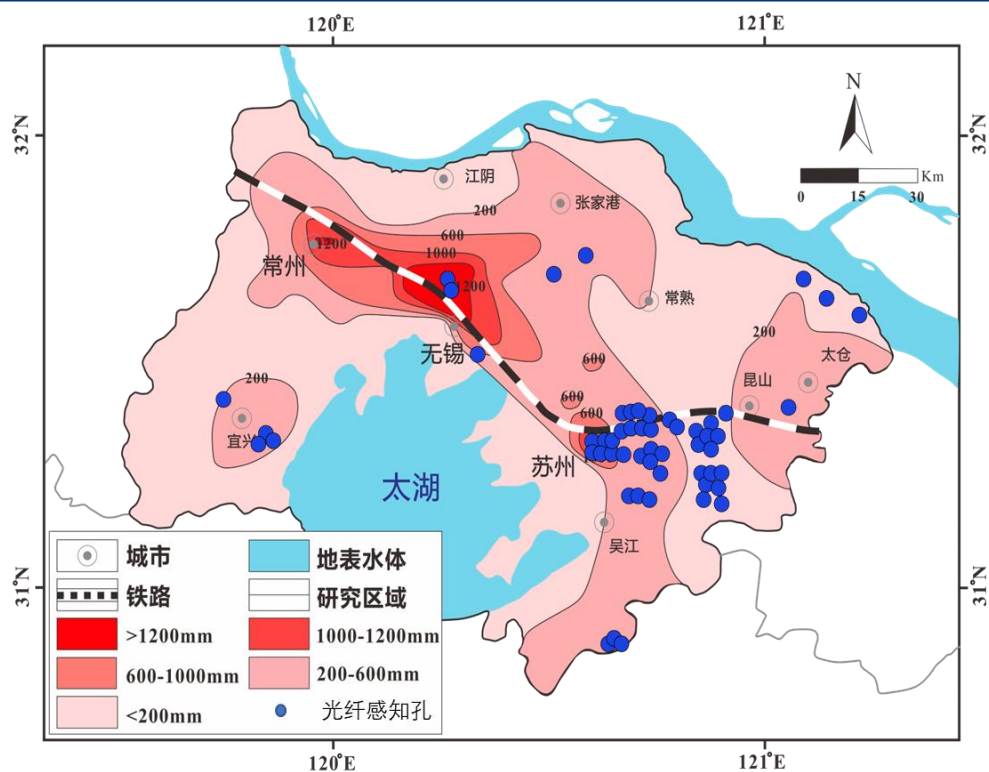 120°E
121°E
32°N
32°N
N
Km
0
15
30
江阴
张家港
200
600
1200
1000
常州
1200
常熟
无锡
200
太仓
600
昆山
200
600
600
宜兴
苏州
太湖
吴江
31°N
31°N
城市
地表水体
铁路
研究区域
>1200mm
1000-1200mm
600-1000mm
200-600mm
<200mm
光纤感知孔
120°E
121°E